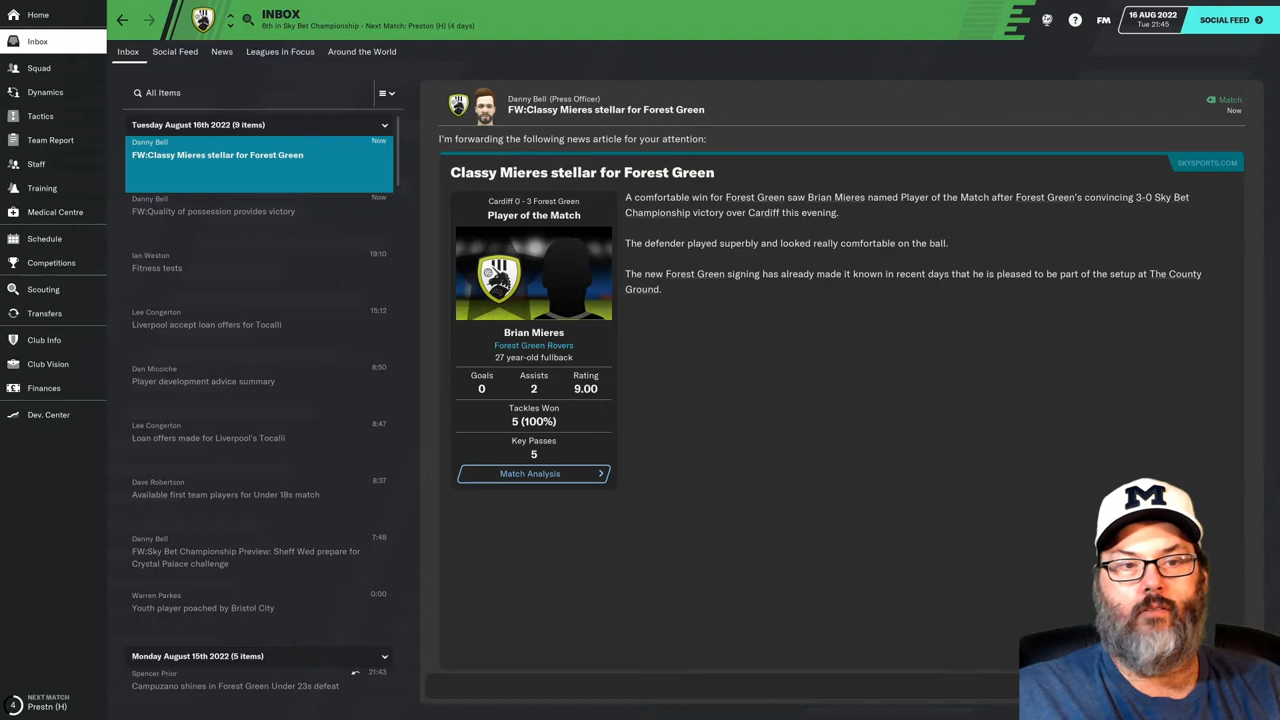 Home
Inbox
Squad
Dynamics
Tactics
Team Report
Staff
Training
Medical Centre
Schedule
Competitions
Scouting
Transfers
Club Info
Club Vision
Finances
Dev. Center
4
NEXT MATCH
Prestn (H)
INBOX
6th in Sky Bet Championship - Next Match: Preston (H) (4 days)
?
FM
16 AUG 2022
Tue 21:45
SOCIAL FEED
Inbox
Social Feed
News
Leagues in Focus
Around the World
All Items
Tuesday August 16th 2022 (9 items)
Danny Bell
Now
FW:Classy Mieres stellar for Forest Green
Danny Bell
Now
FW:Quality of possession provides victory
Ian Weston
19:10
Fitness tests
Lee Congerton
15:12
Liverpool accept loan offers for Tocalli
Dan Micciche
8:50
Player development advice summary
Lee Congerton
8:47
Loan offers made for Liverpool's Tocalli
Dave Robertson
8:37
Available first team players for Under 18s match
Danny Bell
7:48
FW:Sky Bet Championship Preview: Sheff Wed prepare for
Crystal Palace challenge
Warren Parkes
0:00
Youth player poached by Bristol City
Monday August 15th 2022 (5 items)
Spencer Prior
21:43
Campuzano shines in Forest Green Under 23s defeat
Danny Bell (Press Officer)
FW:Classy Mieres stellar for Forest Green
Match
Now
I'm forwarding the following news article for your attention:
SKYSPORTS.COM
Classy Mieres stellar for Forest Green
Cardiff 0 - 3 Forest Green
Player of the Match
Brian Mieres
Forest Green Rovers
27 year-old fullback
Goals
Assists
Rating
0
2
9.00
Tackles Won
5 (100%)
Key Passes
5
Match Analysis
A comfortable win for Forest Green saw Brian Mieres named Player of the Match after Forest Green's convincing 3-0 Sky Bet
Championship victory over Cardiff this evening.
The defender played superbly and looked really comfortable on the ball.
The new Forest Green signing has already made it known in recent days that he is pleased to be part of the setup at The County
Ground.
M